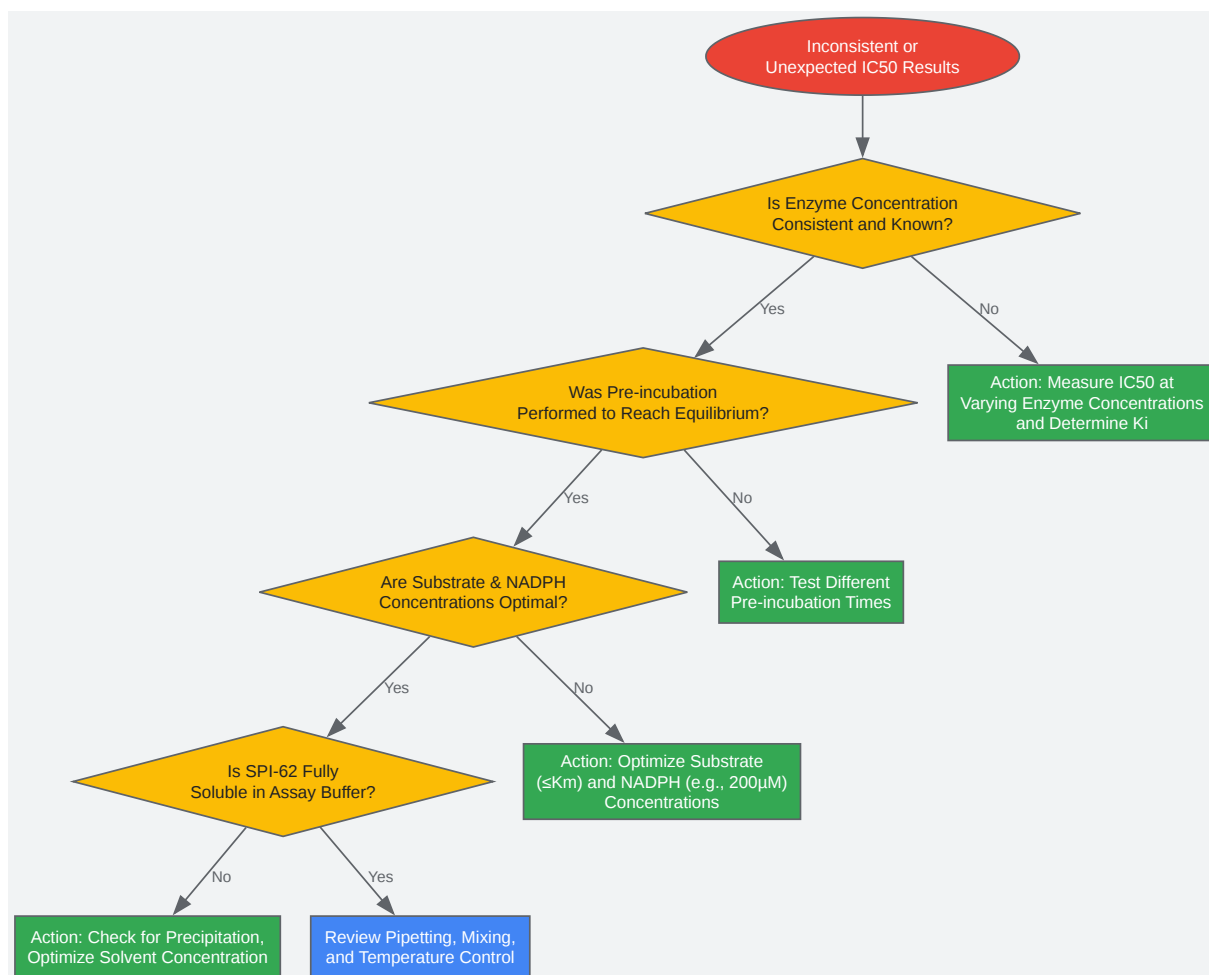 Inconsistent or
Unexpected IC50 Results
Is Enzyme Concentration
Consistent and Known?
Yes
No
Action: Measure IC50 at
Varying Enzyme Concentrations
and Determine Ki
Was Pre-incubation
Performed to Reach Equilibrium?
Yes
No
Action: Test Different
Pre-incubation Times
Are Substrate & NADPH
Concentrations Optimal?
Yes
No
Action: Optimize Substrate
(≤Km) and NADPH (e.g., 200µM)
Concentrations
Is SPI-62 Fully
Soluble in Assay Buffer?
No
Yes
Action: Check for Precipitation,
Optimize Solvent Concentration
Review Pipetting, Mixing,
and Temperature Control